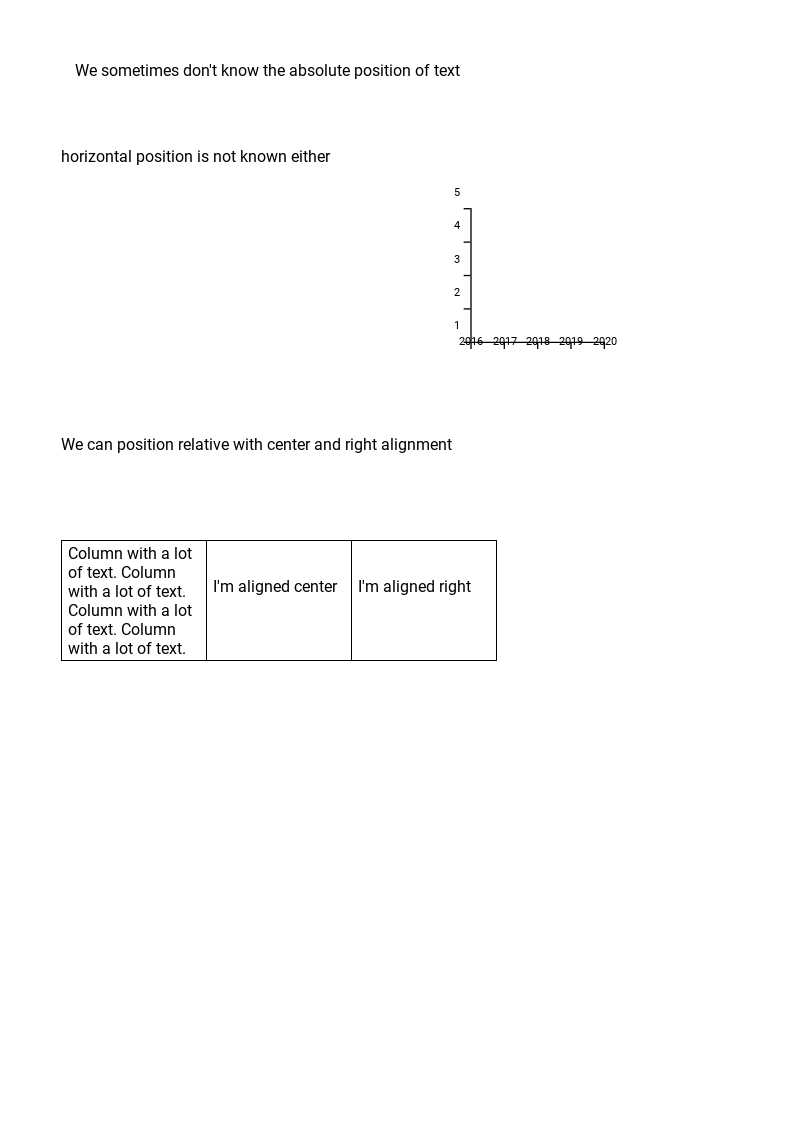 We sometimes don't know the absolute position of text
horizontal position is not known either
5
4
3
2
1
2016 2017 2018 2019 2020
We can position relative with center and right alignment
Column with a lot
of text. Column
with a lot of text.
Column with a lot
of text. Column
with a lot of text.
I'm aligned center
I'm aligned right